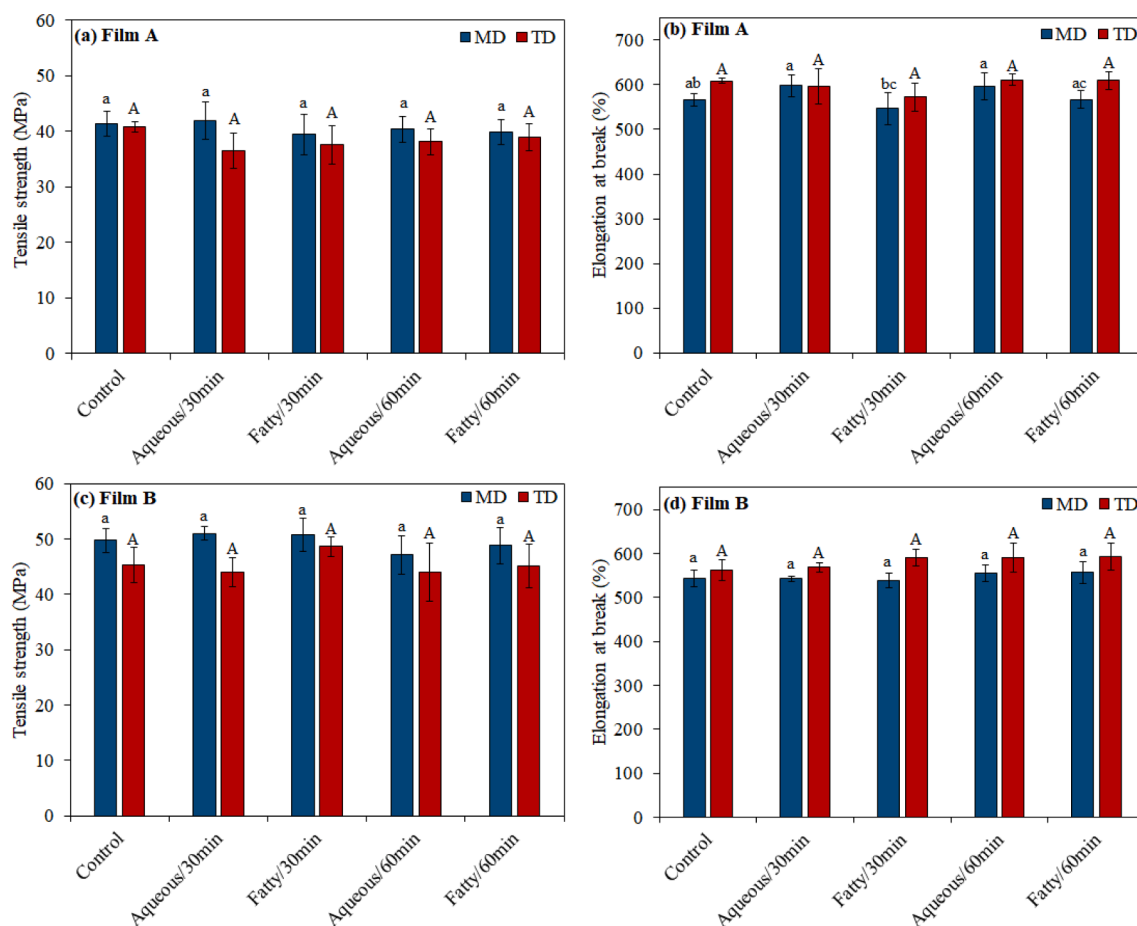 (a) Film A
MD TD
Tensile strength (MPa)
60
50
40
30
20
10
0
a A a A a A a A a A
Control
Aqueous/30min
Fatty/30min
Aqueous/60min
Fatty/60min
(b) Film A
MD TD
Elongation at break (%)
700
600
500
400
300
200
100
0
ab A a A bc A a A ac A
Control
Aqueous/30min
Fatty/30min
Aqueous/60min
Fatty/60min
(c) Film B
MD TD
Tensile strength (MPa)
60
50
40
30
20
10
0
a A a A a A a A a A
Control
Aqueous/30min
Fatty/30min
Aqueous/60min
Fatty/60min
(d) Film B
MD TD
Elongation at break (%)
700
600
500
400
300
200
100
0
a A a A a A a A a A
Control
Aqueous/30min
Fatty/30min
Aqueous/60min
Fatty/60min